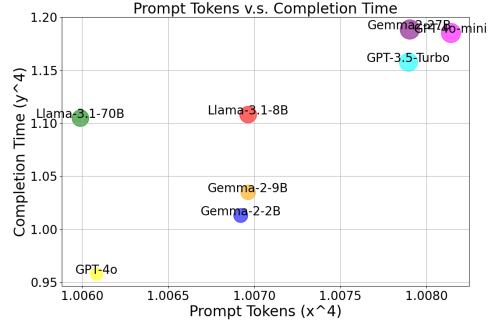 Prompt Tokens v.s. Completion Time
1.20
1.15
1.10
1.05
1.00
0.95
Completion Time (y^4)
Gemma-2-27B
GPT-4o-mini
GPT-3.5-Turbo
Llama-3.1-70B
Llama-3.1-8B
Gemma-2-9B
Gemma-2-2B
GPT-4o
1.0060 1.0065 1.0070 1.0075 1.0080
Prompt Tokens (x^4)